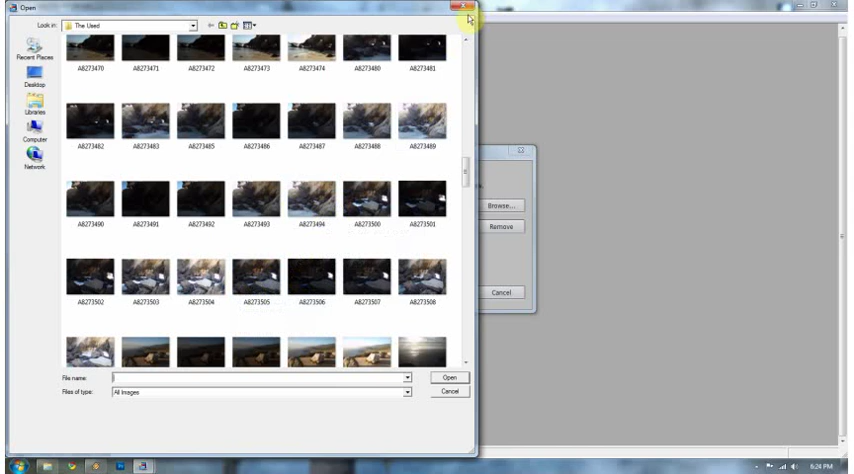 Open
Look in: The Used
Recent Places
Desktop
Libraries
Computer
Network
A8273470 A8273471 A8273472 A8273473 A8273474 A8273480 A8273481
A8273482 A8273483 A8273485 A8273486 A8273487 A8273488 A8273489
A8273490 A8273491 A8273492 A8273493 A8273494 A8273500 A8273501
A8273502 A8273503 A8273504 A8273505 A8273506 A8273507 A8273508
File name: Open
Files of type: All Images Cancel
Browse...
Remove
Cancel
6:24 PM